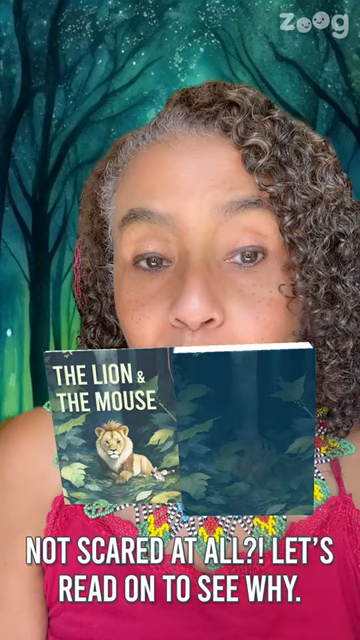 zoog
THE LION &
THE MOUSE
NOT SCARED AT ALL?! LET'S
READ ON TO SEE WHY.